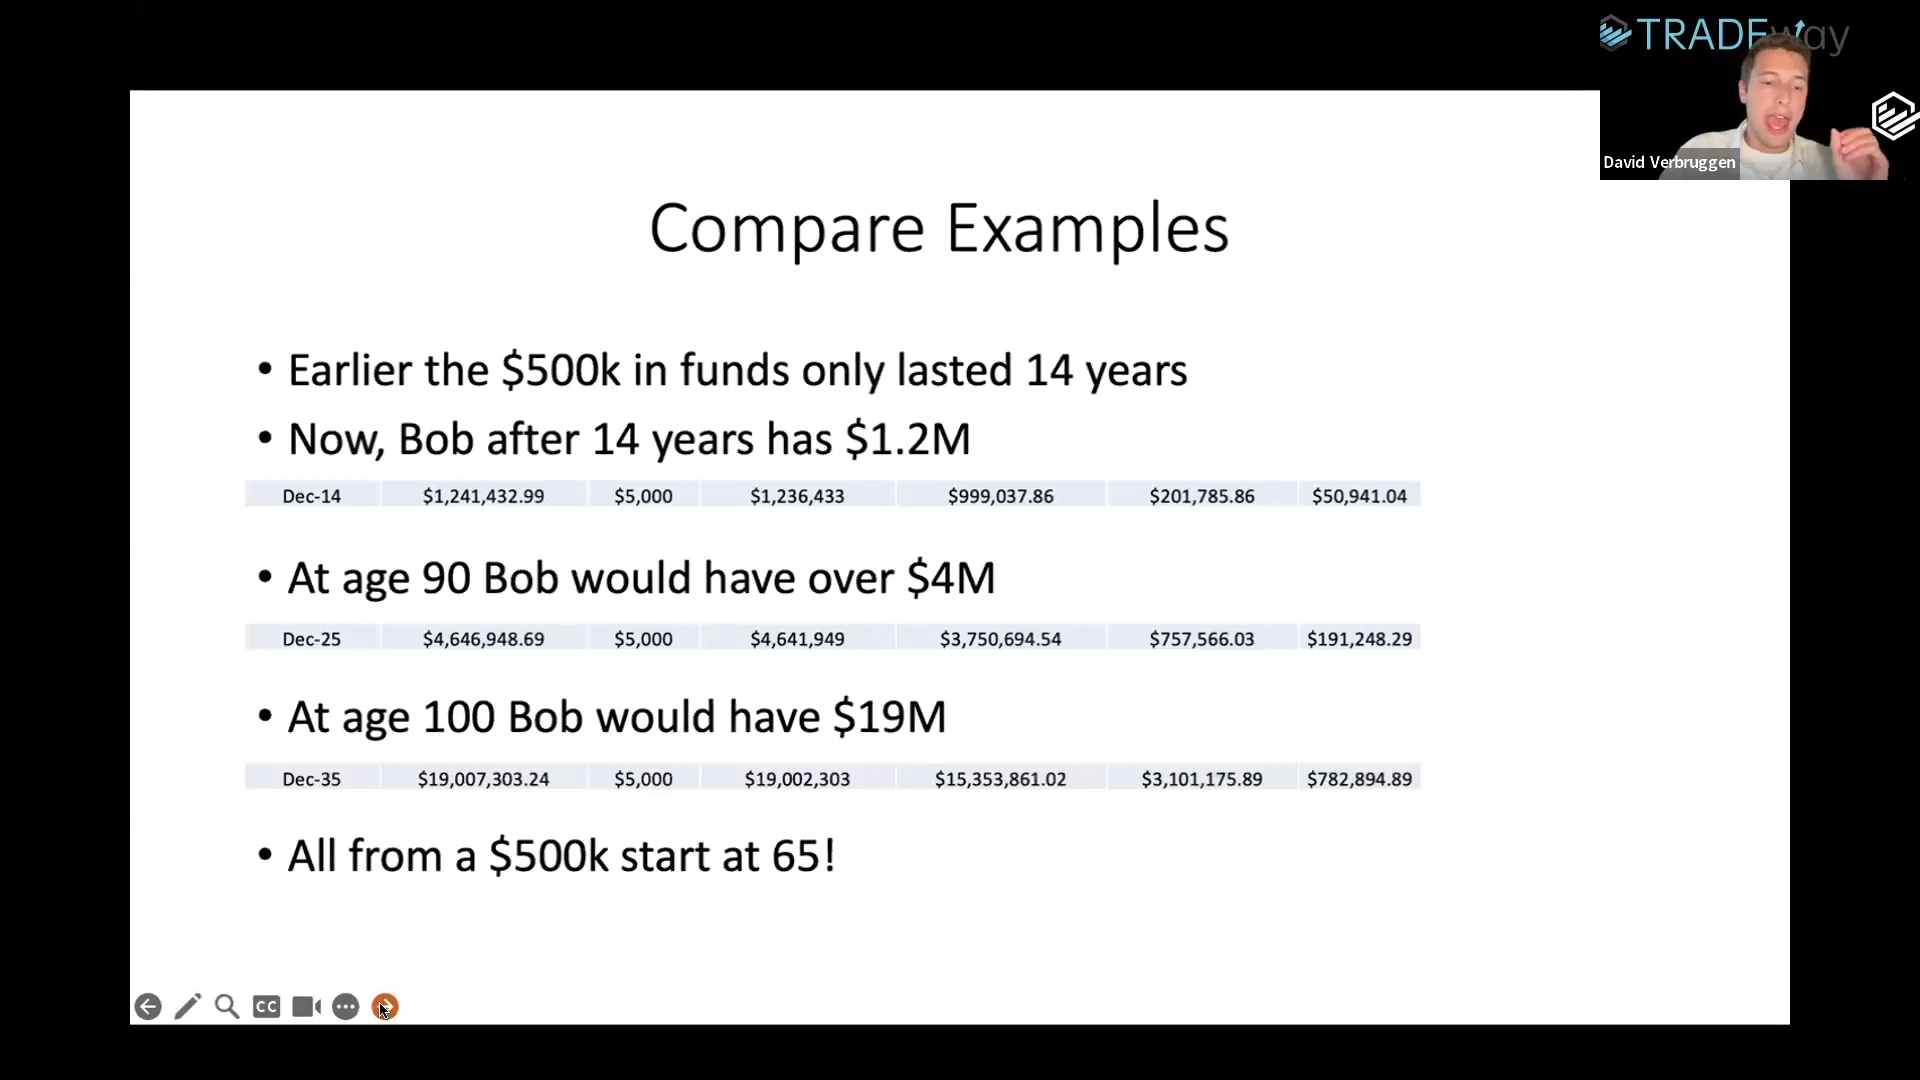 TRADEway
David Verbruggen
Compare Examples
• Earlier the $500k in funds only lasted 14 years
• Now, Bob after 14 years has $1.2M
Dec-14 $1,241,432.99 $5,000 $1,236,433 $999,037.86 $201,785.86 $50,941.04
• At age 90 Bob would have over $4M
Dec-25 $4,646,948.69 $5,000 $4,641,949 $3,750,694.54 $757,566.03 $191,248.29
• At age 100 Bob would have $19M
Dec-35 $19,007,303.24 $5,000 $19,002,303 $15,353,861.02 $3,101,175.89 $782,894.89
• All from a $500k start at 65!
CC